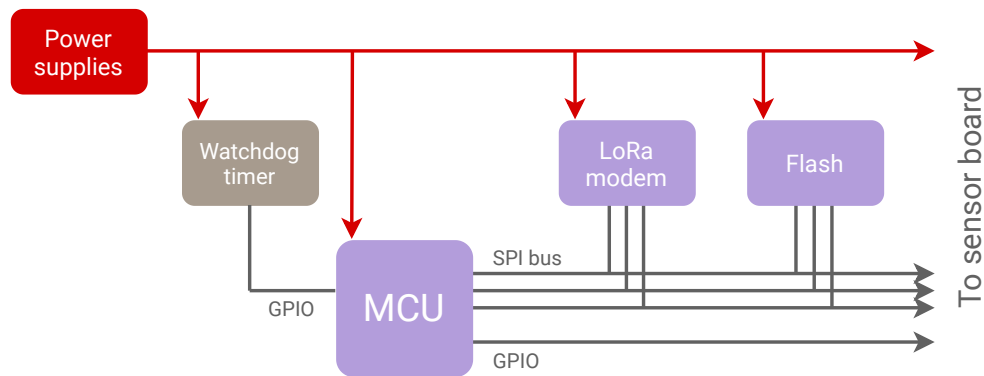 Power
supplies
Watchdog
timer
LoRa
modem
Flash
To sensor board
SPI bus
GPIO
MCU
GPIO